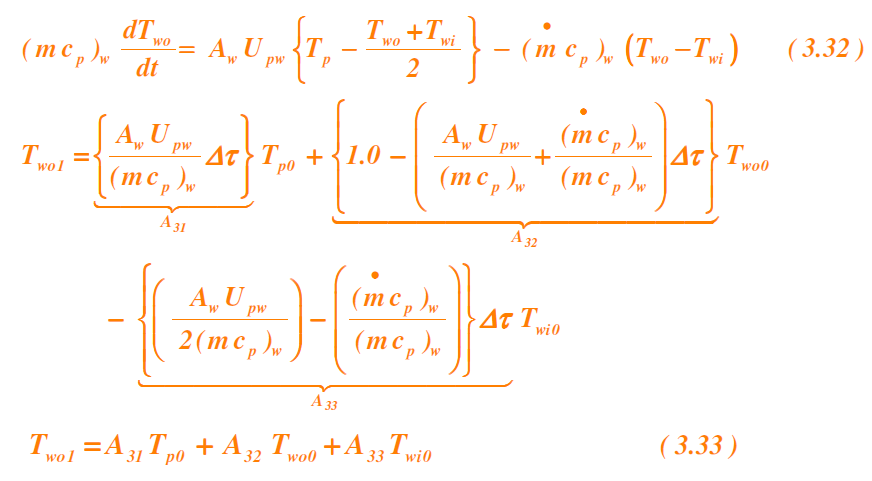 (m c_p)_w dT_wo/dt = A_w U_pw {T_p − (T_wo + T_wi)/2} − (ṁ c_p)_w (T_wo − T_wi) (3.32)
T_wo1 = {A_w U_pw/(m c_p)_w Δτ} T_p0 + {1.0 − (A_w U_pw/(m c_p)_w + (ṁ c_p)_w/(m c_p)_w) Δτ} T_wo0
A_31 A_32
− {(A_w U_pw/2(m c_p)_w) − ((ṁ c_p)_w/(m c_p)_w)} Δτ T_wi0
A_33
T_wo1 = A_31 T_p0 + A_32 T_wo0 + A_33 T_wi0 (3.33)